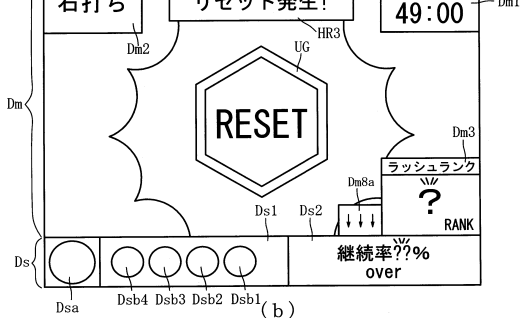 右打ち
リセット発生!
49:00
Dm1
Dm2
HR3
UG
Dm
RESET
Dm3
ラッシュランク
Dm8a
?
↓↓↓
RANK
Ds1
Ds2
Ds
継続率??%
over
Dsa
Dsb4
Dsb3
Dsb2
Dsb1
(b)